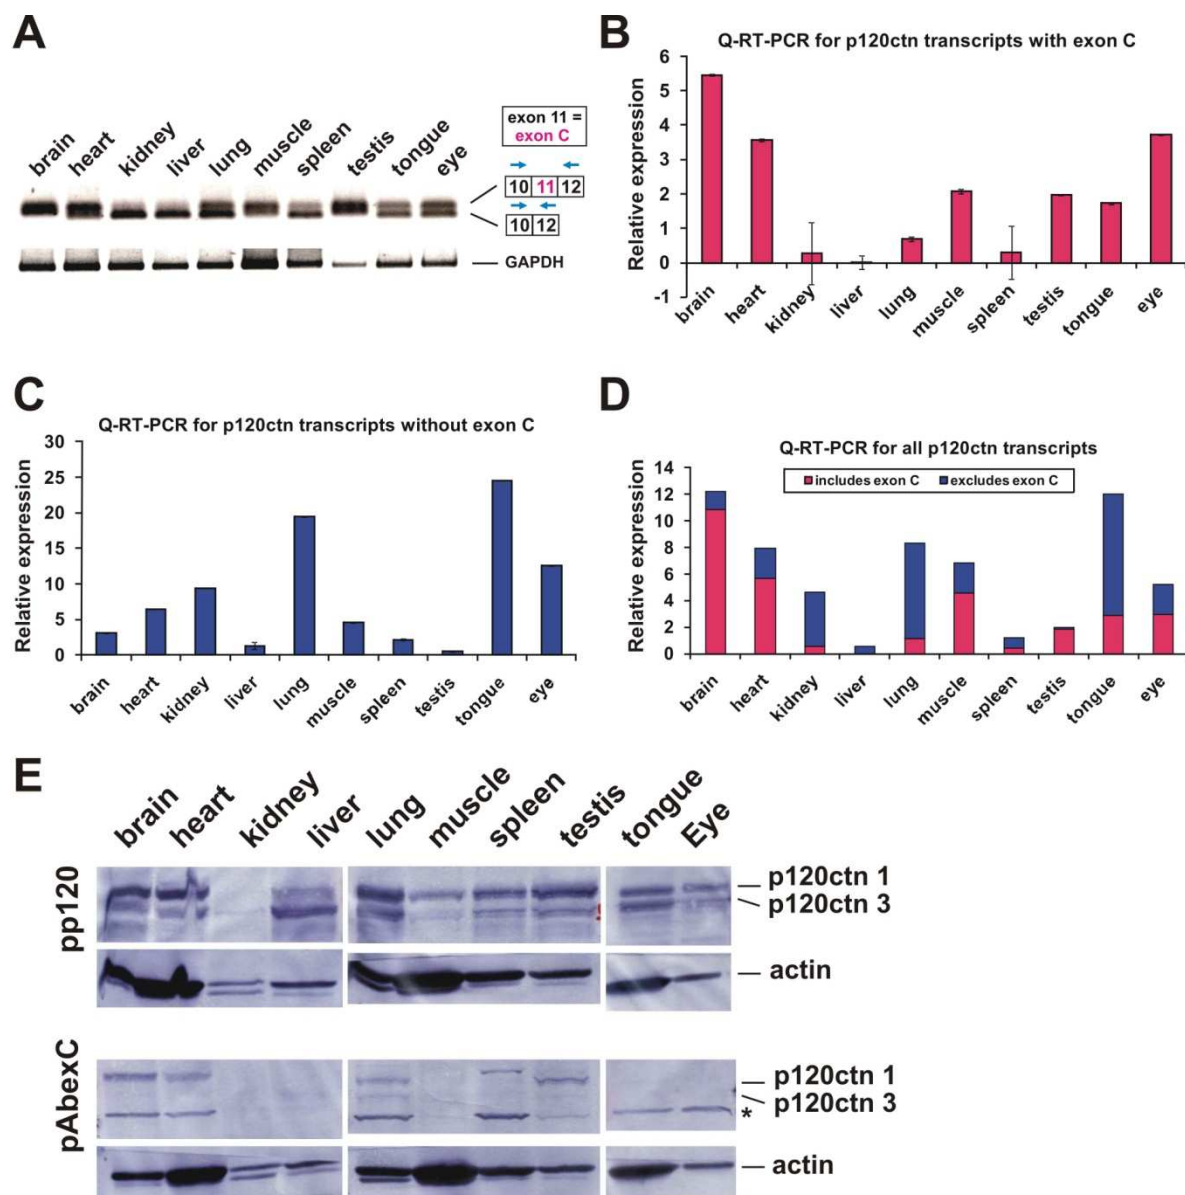 A
brain heart kidney liver lung muscle spleen testis tongue eye
exon 11 =
exon C
10 11 12
10 12
GAPDH
B
Q-RT-PCR for p120ctn transcripts with exon C
Relative expression
6
5
4
3
2
1
0
-1
brain heart kidney liver lung muscle spleen testis tongue eye
C
Q-RT-PCR for p120ctn transcripts without exon C
Relative expression
30
25
20
15
10
5
0
brain heart kidney liver lung muscle spleen testis tongue eye
D
Q-RT-PCR for all p120ctn transcripts
includes exon C excludes exon C
Relative expression
14
12
10
8
6
4
2
0
brain heart kidney liver lung muscle spleen testis tongue eye
E
brain heart kidney liver lung muscle spleen testis tongue Eye
pp120
p120ctn 1
p120ctn 3
actin
pAbexC
p120ctn 1
p120ctn 3
*
actin